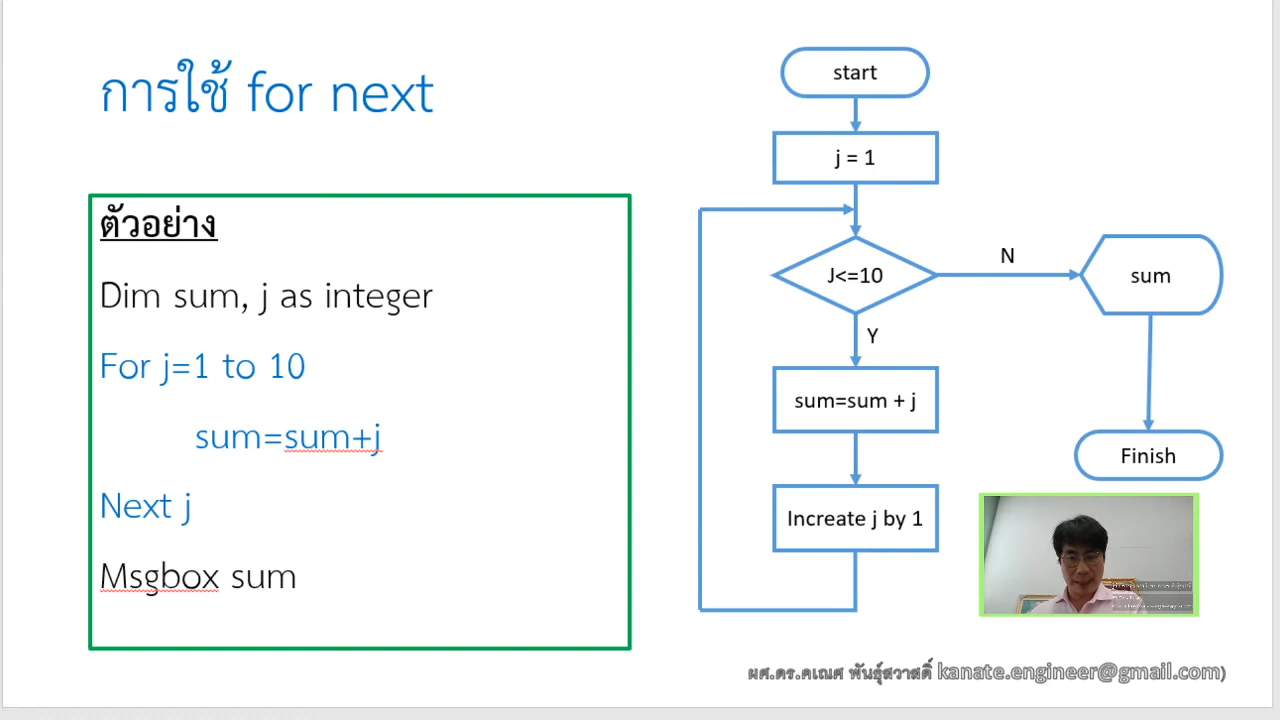 การใช้ for next
ตัวอย่าง
Dim sum, j as integer
For j=1 to 10
sum=sum+j
Next j
Msgbox sum
start
j = 1
J<=10
N
sum
Y
sum=sum + j
Finish
Increate j by 1
ผศ.ดร.คเณศ พันธุ์สวาสดิ์ kanate.engineer@gmail.com)